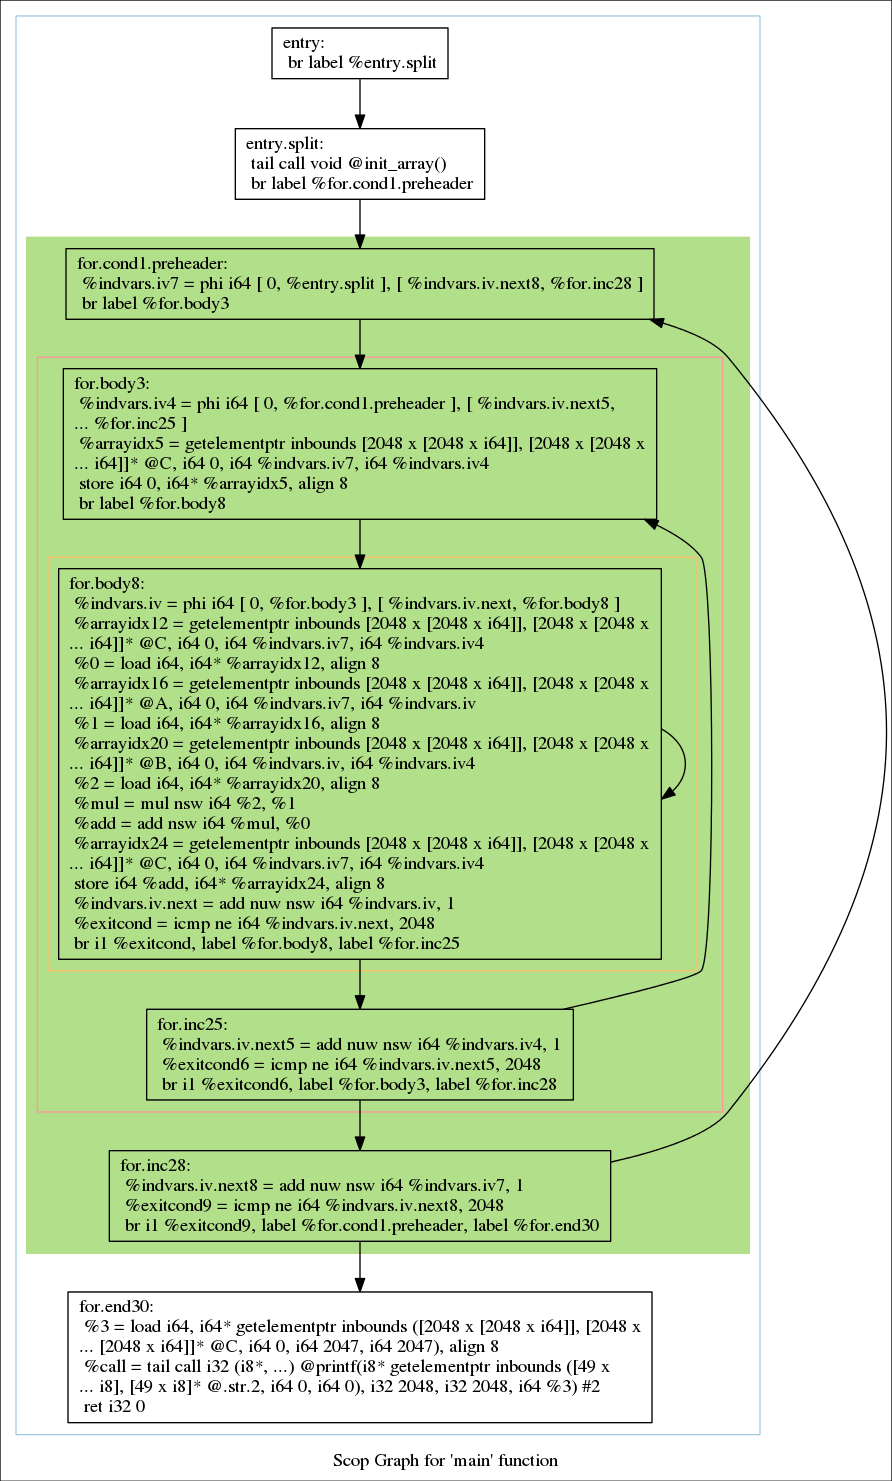 entry:
br label %entry.split
entry.split:
tail call void @init_array()
br label %for.cond1.preheader
for.cond1.preheader:
%indvars.iv7 = phi i64 [ 0, %entry.split ], [ %indvars.iv.next8, %for.inc28 ]
br label %for.body3
for.body3:
%indvars.iv4 = phi i64 [ 0, %for.cond1.preheader ], [ %indvars.iv.next5,
... %for.inc25 ]
%arrayidx5 = getelementptr inbounds [2048 x [2048 x i64]], [2048 x [2048 x
... i64]]* @C, i64 0, i64 %indvars.iv7, i64 %indvars.iv4
store i64 0, i64* %arrayidx5, align 8
br label %for.body8
for.body8:
%indvars.iv = phi i64 [ 0, %for.body3 ], [ %indvars.iv.next, %for.body8 ]
%arrayidx12 = getelementptr inbounds [2048 x [2048 x i64]], [2048 x [2048 x
... i64]]* @C, i64 0, i64 %indvars.iv7, i64 %indvars.iv4
%0 = load i64, i64* %arrayidx12, align 8
%arrayidx16 = getelementptr inbounds [2048 x [2048 x i64]], [2048 x [2048 x
... i64]]* @A, i64 0, i64 %indvars.iv7, i64 %indvars.iv
%1 = load i64, i64* %arrayidx16, align 8
%arrayidx20 = getelementptr inbounds [2048 x [2048 x i64]], [2048 x [2048 x
... i64]]* @B, i64 0, i64 %indvars.iv, i64 %indvars.iv4
%2 = load i64, i64* %arrayidx20, align 8
%mul = mul nsw i64 %2, %1
%add = add nsw i64 %mul, %0
%arrayidx24 = getelementptr inbounds [2048 x [2048 x i64]], [2048 x [2048 x
... i64]]* @C, i64 0, i64 %indvars.iv7, i64 %indvars.iv4
store i64 %add, i64* %arrayidx24, align 8
%indvars.iv.next = add nuw nsw i64 %indvars.iv, 1
%exitcond = icmp ne i64 %indvars.iv.next, 2048
br i1 %exitcond, label %for.body8, label %for.inc25
for.inc25:
%indvars.iv.next5 = add nuw nsw i64 %indvars.iv4, 1
%exitcond6 = icmp ne i64 %indvars.iv.next5, 2048
br i1 %exitcond6, label %for.body3, label %for.inc28
for.inc28:
%indvars.iv.next8 = add nuw nsw i64 %indvars.iv7, 1
%exitcond9 = icmp ne i64 %indvars.iv.next8, 2048
br i1 %exitcond9, label %for.cond1.preheader, label %for.end30
for.end30:
%3 = load i64, i64* getelementptr inbounds ([2048 x [2048 x i64]], [2048 x
... [2048 x i64]]* @C, i64 0, i64 2047, i64 2047), align 8
%call = tail call i32 (i8*, ...) @printf(i8* getelementptr inbounds ([49 x
... i8], [49 x i8]* @.str.2, i64 0, i64 0), i32 2048, i32 2048, i64 %3) #2
ret i32 0
Scop Graph for 'main' function